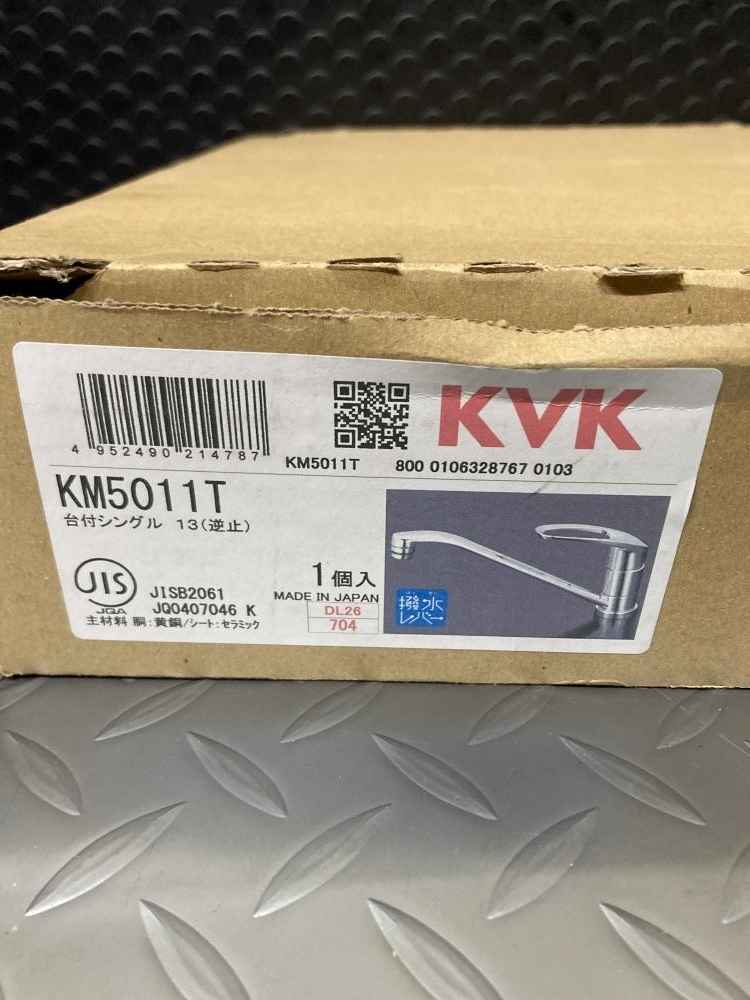 4 952490 214787
KM5011T 800 0106328767 0103
KVK
KM5011T
台付シングル 13(逆止)
JIS
JQA
JISB2061
JQ0407046 K
主材料 胴:黄銅/シート:セラミック
1個入
MADE IN JAPAN
DL26
704
撥水
レバー